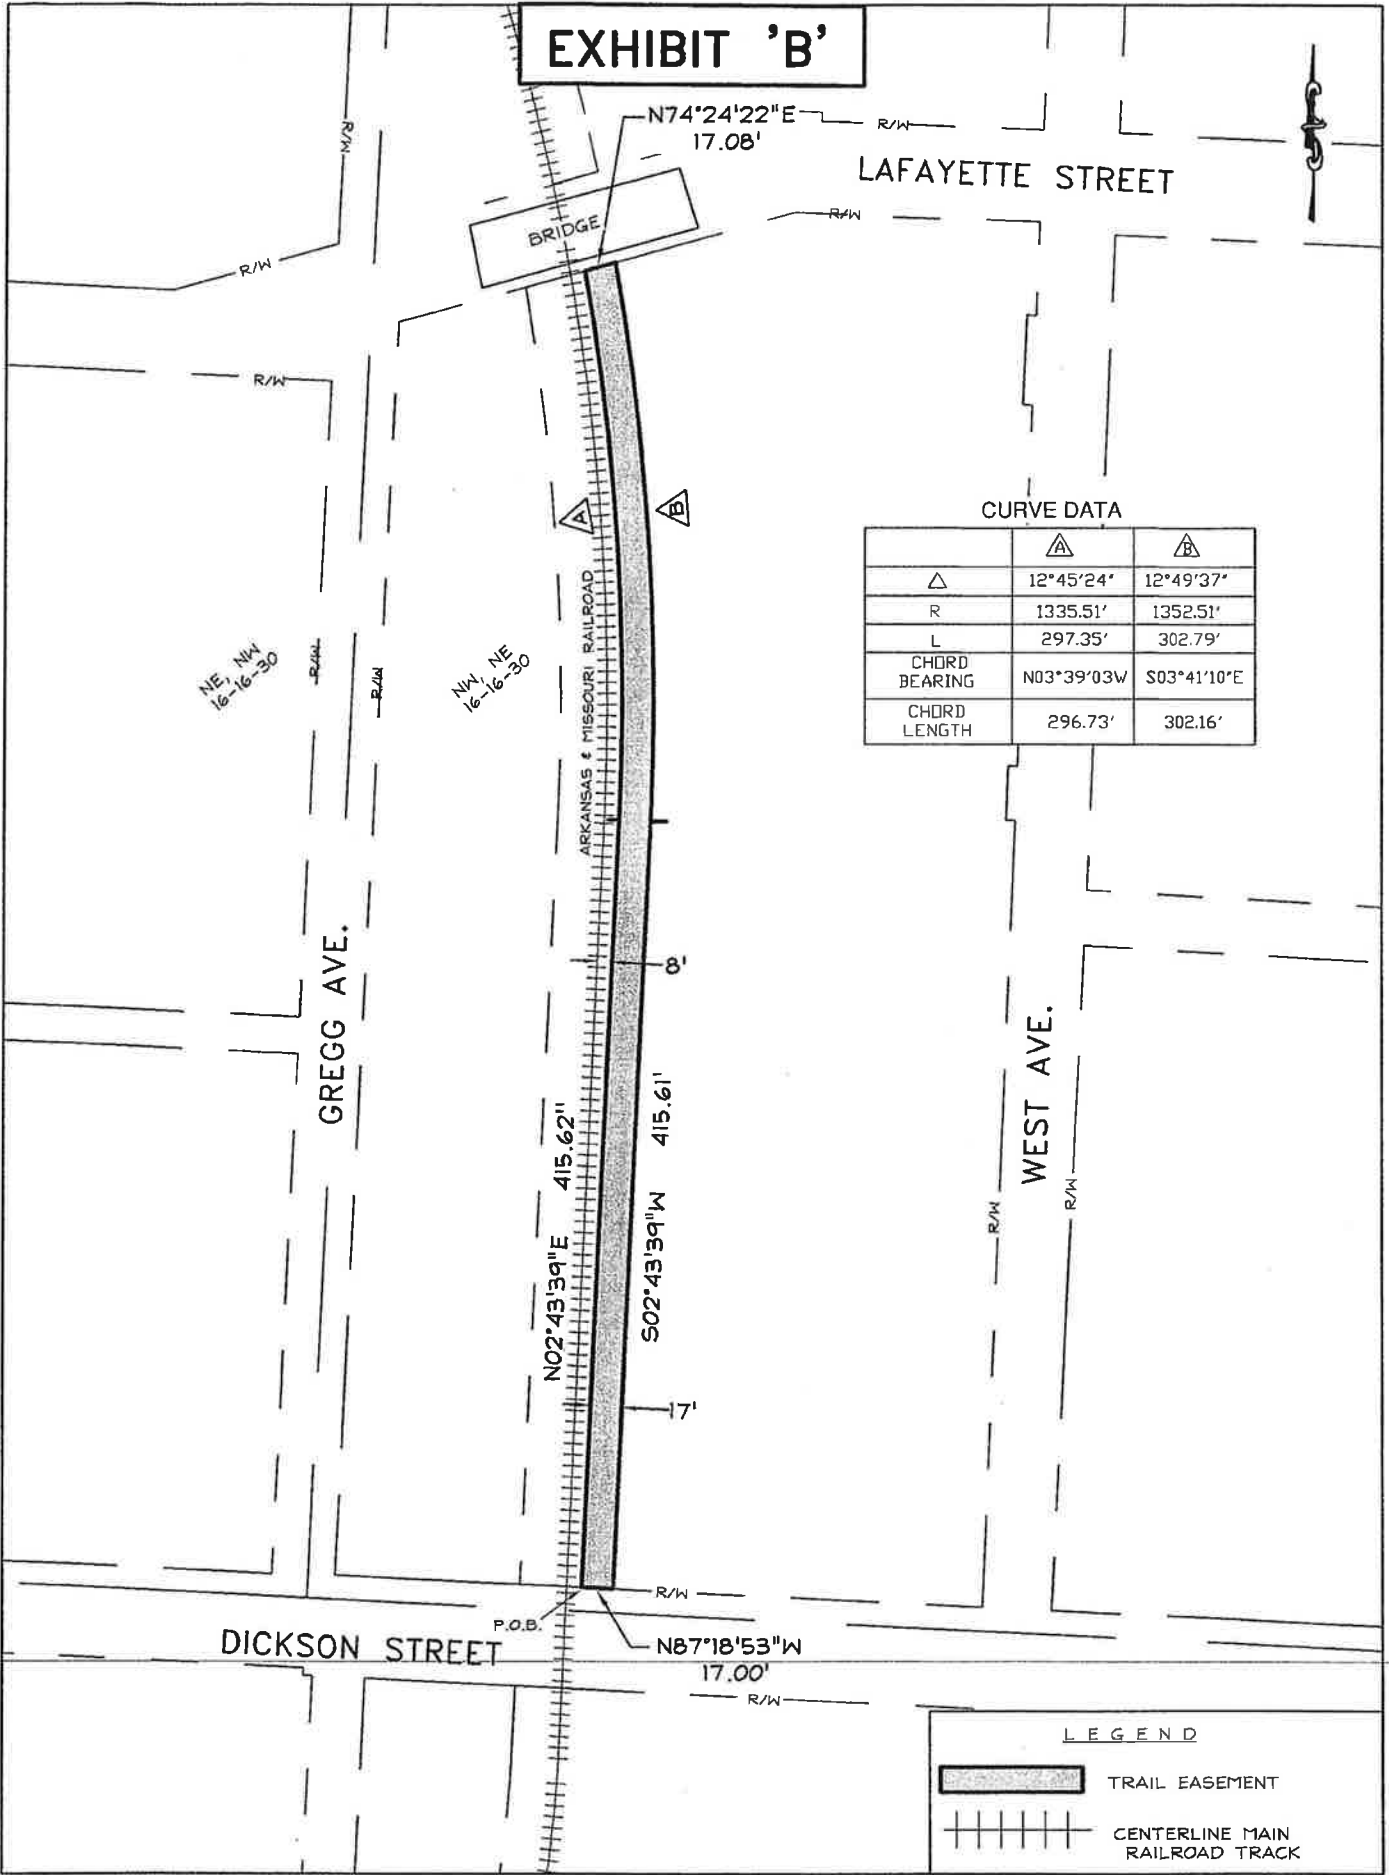 EXHIBIT 'B'
N74°24'22"E
17.08'
R/W
LAFAYETTE STREET
R/W
R/W
BRIDGE
R/W
R/W
A
B
CURVE DATA
A B
△ 12°45'24" 12°49'37"
R 1335.51' 1352.51'
L 297.35' 302.79'
CHORD
BEARING N03°39'03W S03°41'10"E
CHORD
LENGTH 296.73' 302.16'
ARKANSAS & MISSOURI RAILROAD
NE, NW
16-16-30
R/W
R/W
NW, NE
16-16-30
GREGG AVE.
8'
WEST AVE.
N02°43'39"E 415.62"
S02°43'39"W 415.61'
R/W
R/W
17'
R/W
P.O.B.
DICKSON STREET
N87°18'53"W
17.00'
R/W
LEGEND
TRAIL EASEMENT
CENTERLINE MAIN
RAILROAD TRACK